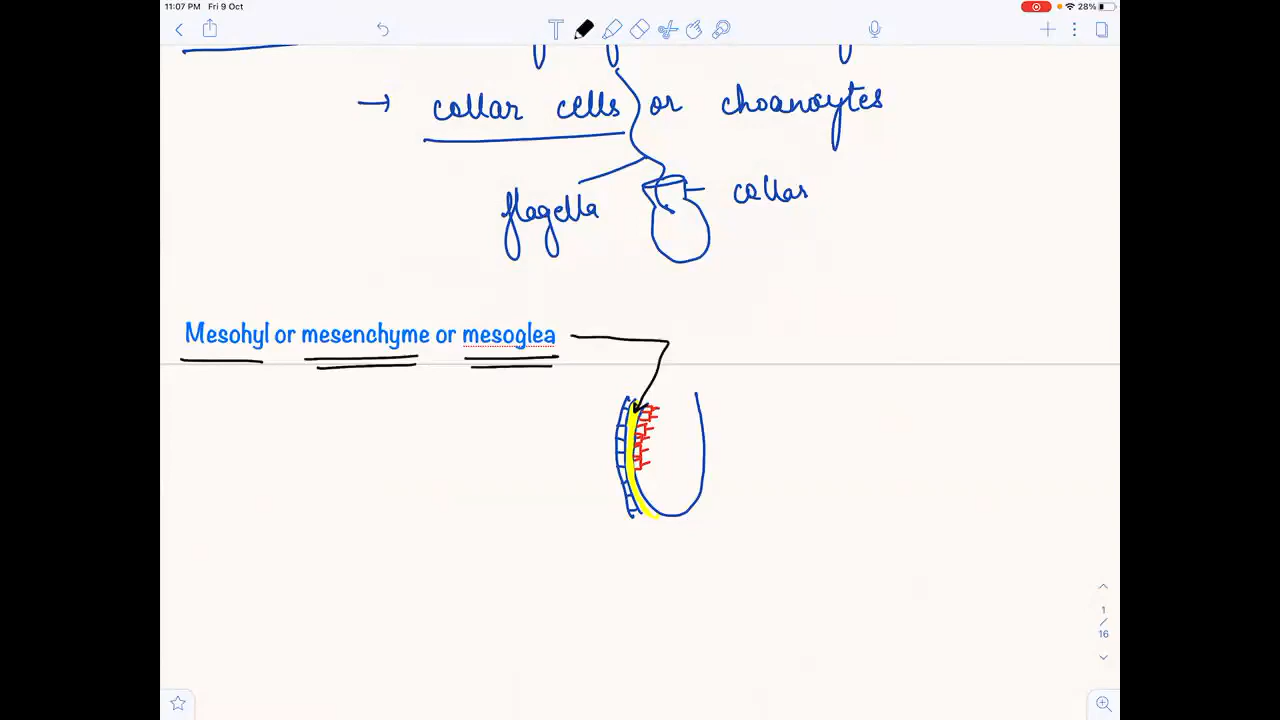 11:07 PM Fri 9 Oct 28%
T
→ collar cells or choanocytes
flagella collar
Mesohyl or mesenchyme or mesoglea
1
/
16